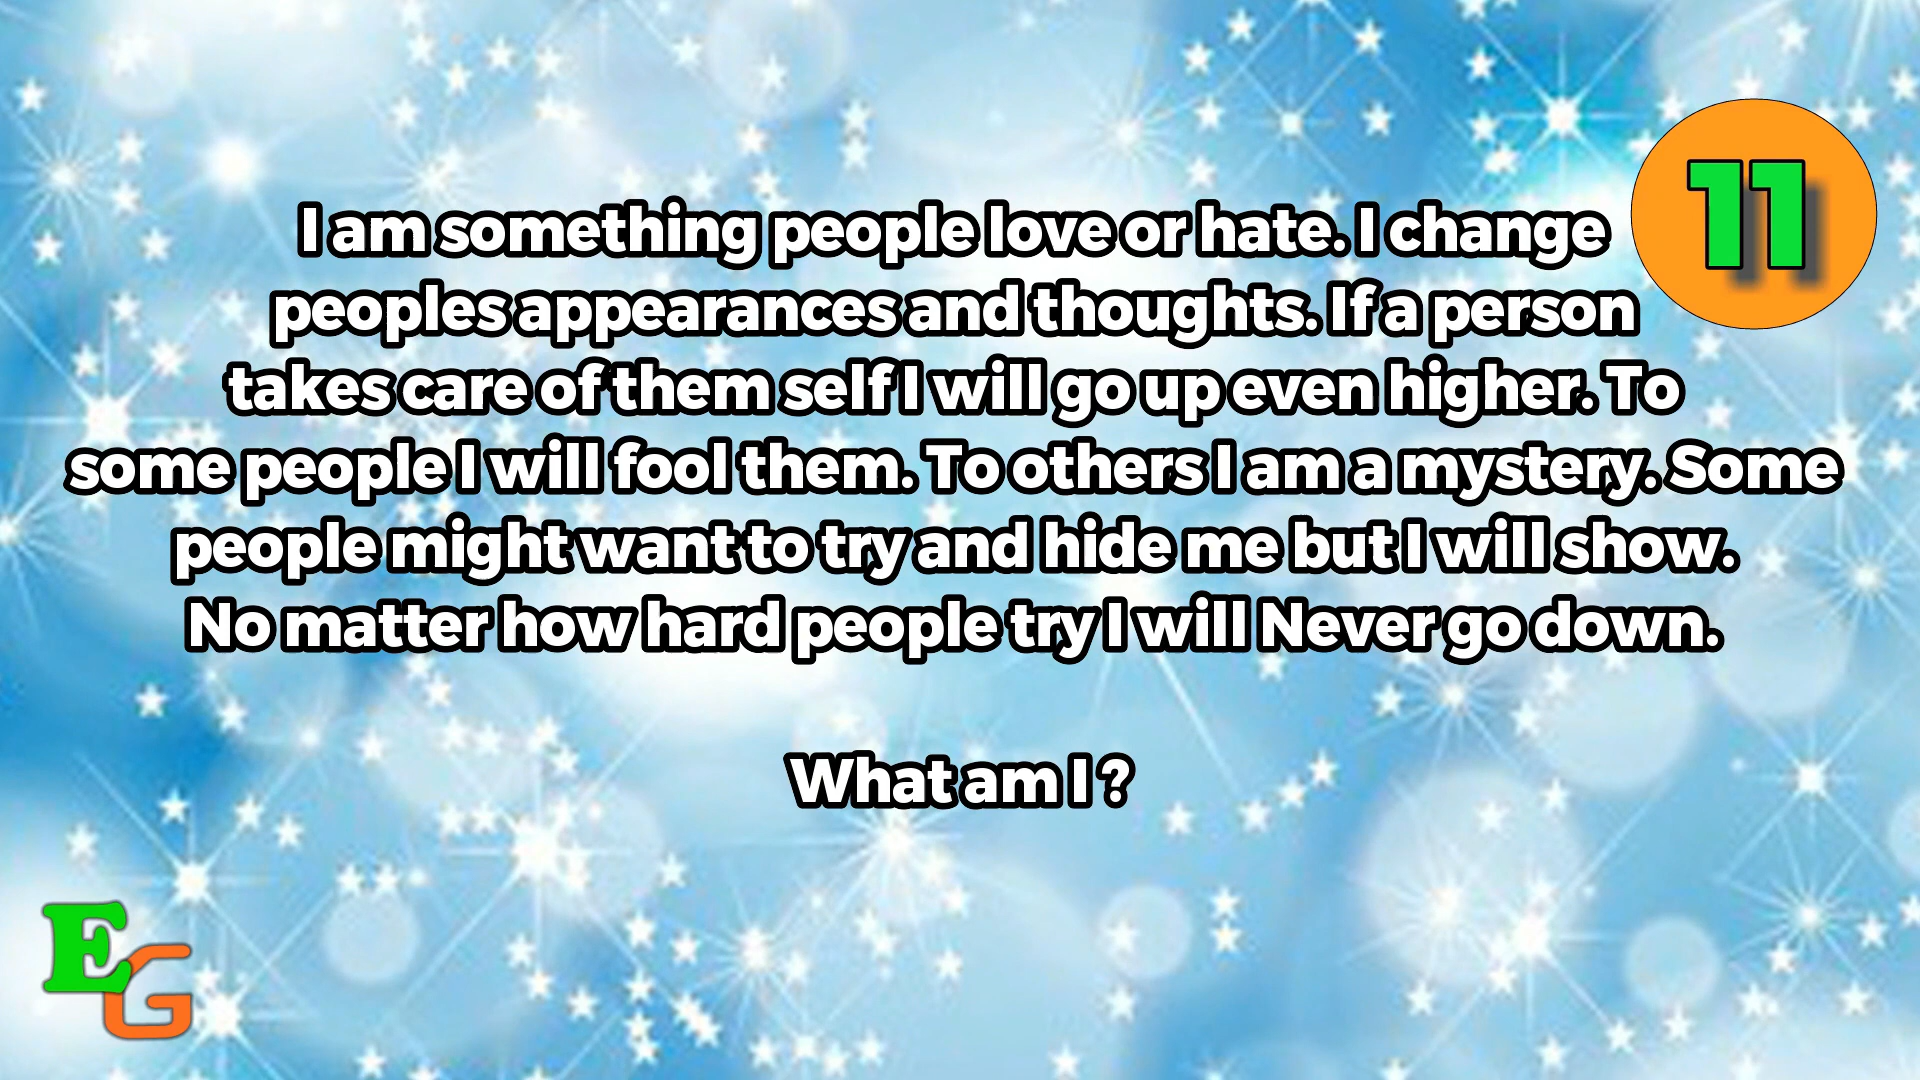 11
I am something people love or hate. I change
peoples appearances and thoughts. If a person
takes care of them self I will go up even higher. To
some people I will fool them. To others I am a mystery. Some
people might want to try and hide me but I will show.
No matter how hard people try I will Never go down.
What am I ?
EG